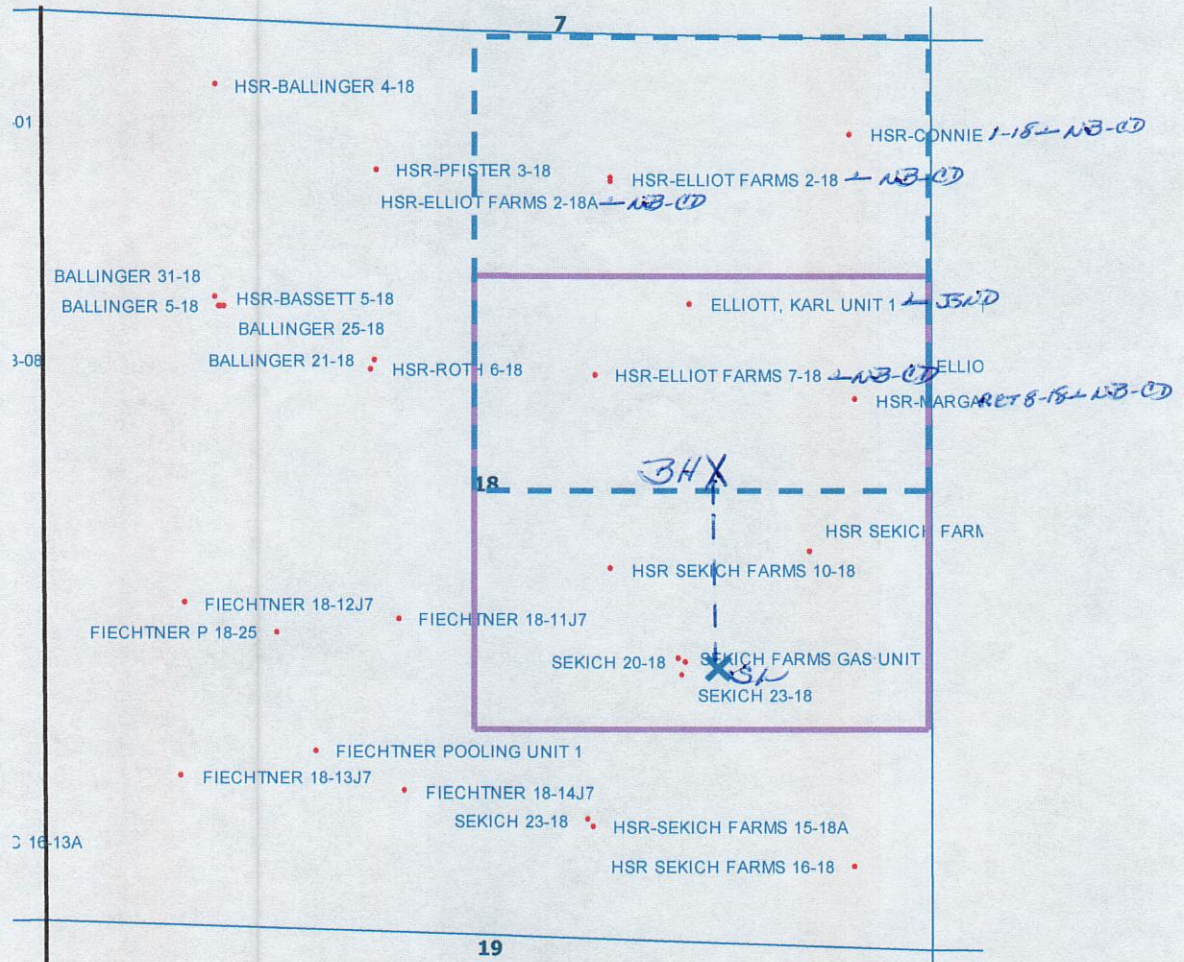 7
HSR-BALLINGER 4-18
-01
HSR-CONNIE 1-18 - NB-CD
HSR-PFISTER 3-18
HSR-ELLIOT FARMS 2-18 - NB-CD
HSR-ELLIOT FARMS 2-18A - NB-CD
BALLINGER 31-18
BALLINGER 5-18
HSR-BASSETT 5-18
ELLIOTT, KARL UNIT 1 - JSND
BALLINGER 25-18
3-08
BALLINGER 21-18
HSR-ROTH 6-18
HSR-ELLIOT FARMS 7-18 - NB-CD
ELLIO
HSR-MARGARET 8-18 - NB-CD
BH
18
HSR SEKICH FARM
HSR SEKICH FARMS 10-18
FIECHTNER 18-12J7
FIECHTNER 18-11J7
FIECHTNER P 18-25
SEKICH 20-18
SEKICH FARMS GAS UNIT
SL
SEKICH 23-18
FIECHTNER POOLING UNIT 1
FIECHTNER 18-13J7
FIECHTNER 18-14J7
SEKICH 23-18
HSR-SEKICH FARMS 15-18A
C 16-13A
HSR SEKICH FARMS 16-18
19